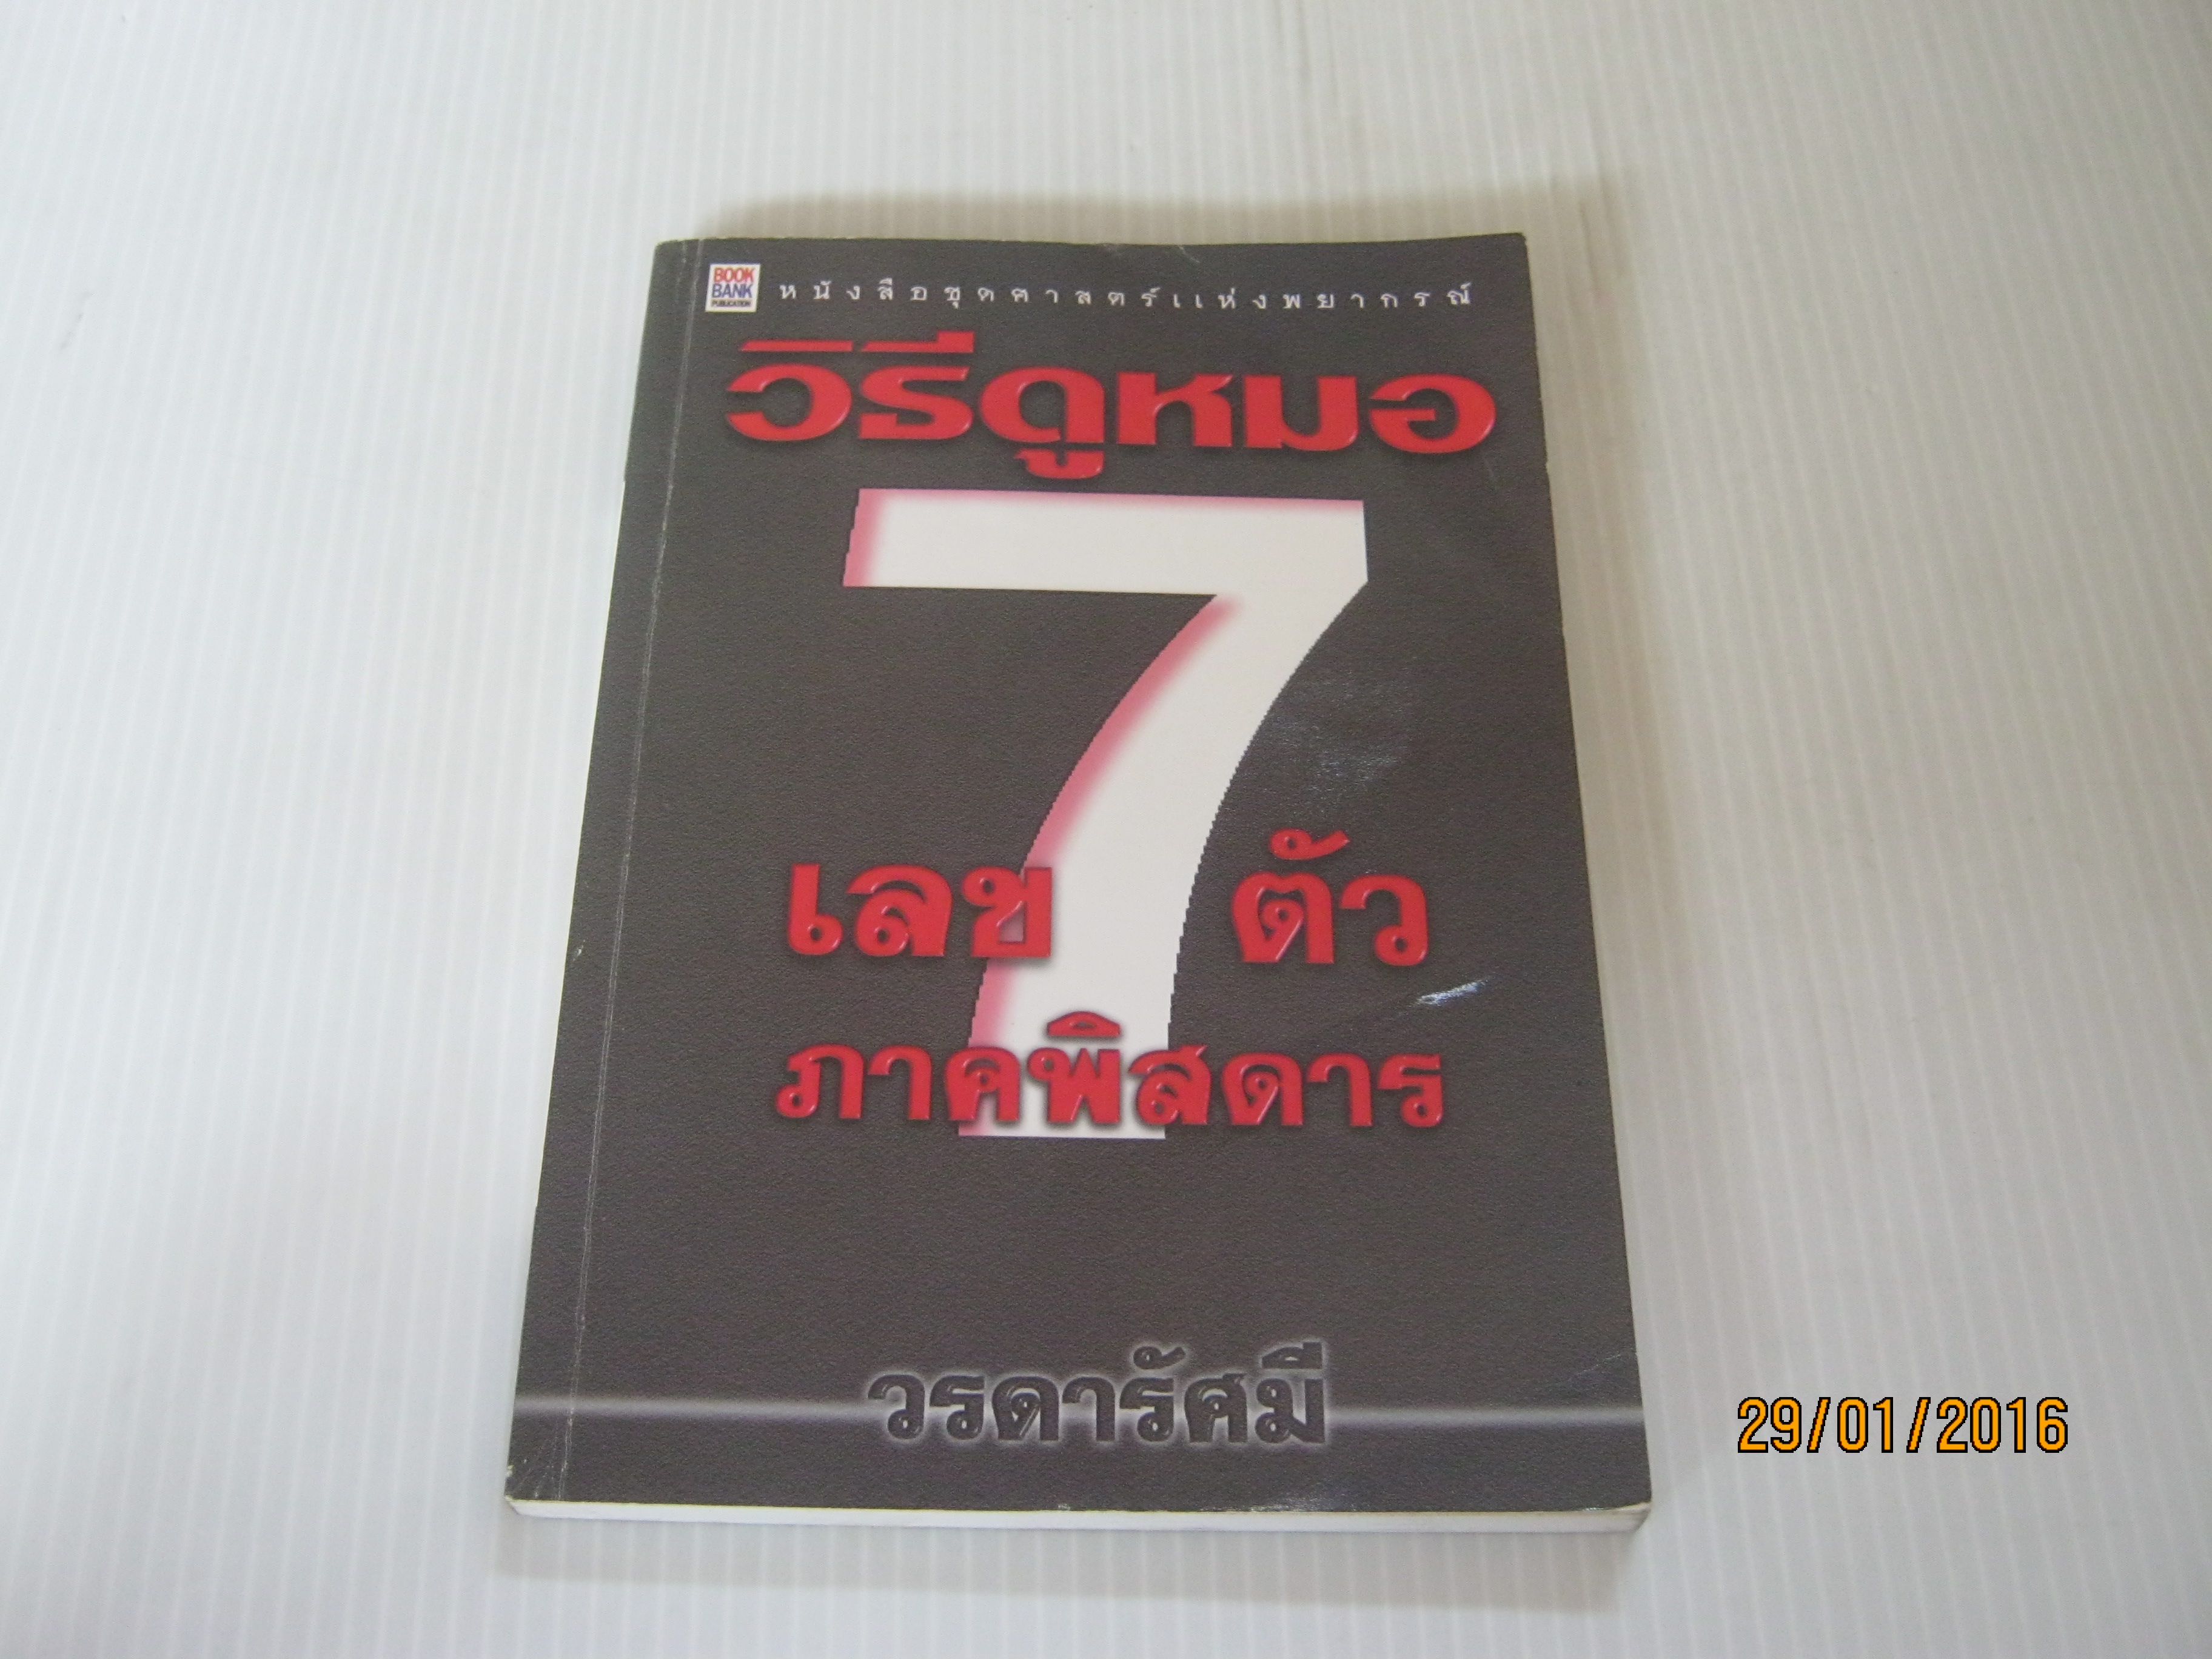 BOOK
BANK
PUBLICATION
หนังสือชุดศาสตร์แห่งพยากรณ์
วิธีดูหมอ
7
เลข ตัว
ภาคพิสดาร
วรดารัศมี
29/01/2016